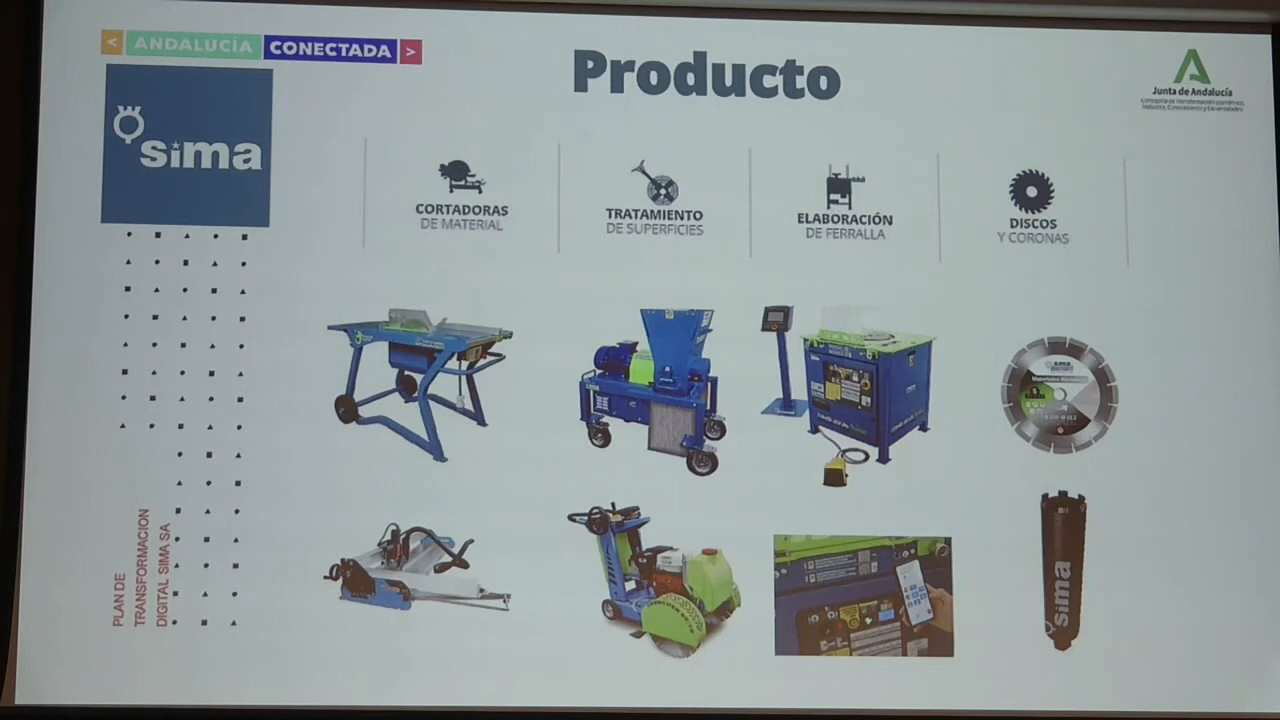 < ANDALUCÍA CONECTADA >
Producto
Junta de Andalucía
sima
CORTADORAS
DE MATERIAL
TRATAMIENTO
DE SUPERFICIES
ELABORACIÓN
DE FERRALLA
DISCOS
Y CORONAS
sima
sima
PLAN DE
TRANSFORMACION
DIGITAL SIMA SA